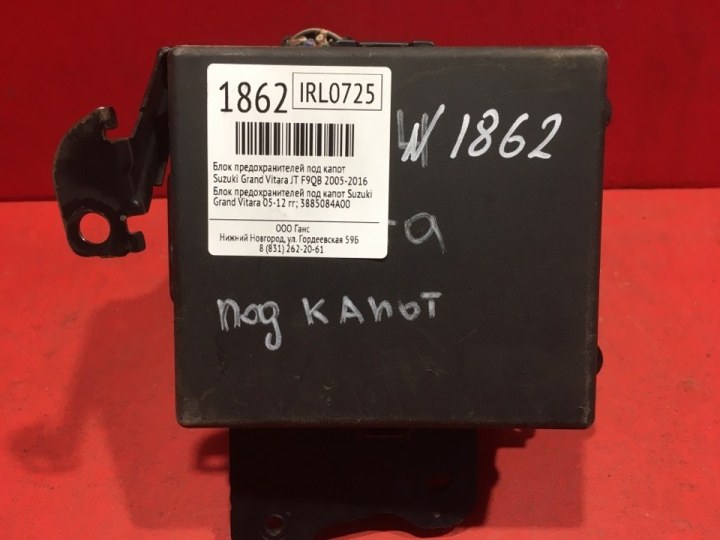 1862 IRL0725
Блок предохранителей под капот
Suzuki Grand Vitara JT F9QB 2005-2016
Блок предохранителей под капот Suzuki
Grand Vitara 05-12 гг; 3885084A00
ООО Ганс
Нижний Новгород, ул. Гордеевская 59Б
8 (831) 262-20-61
N 1862
под КАпоТ